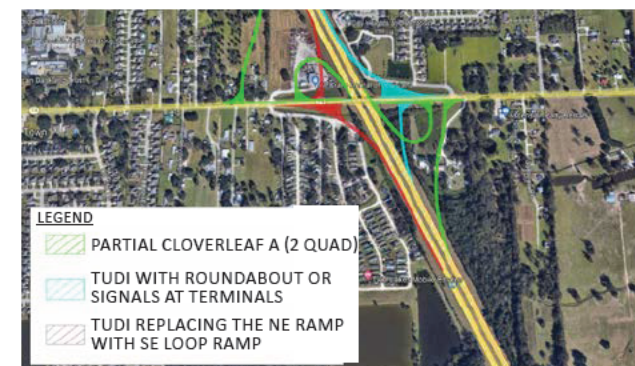 Town
LEGEND
PARTIAL CLOVERLEAF A (2 QUAD)
TUDI WITH ROUNDABOUT OR
SIGNALS AT TERMINALS
TUDI REPLACING THE NE RAMP
WITH SE LOOP RAMP